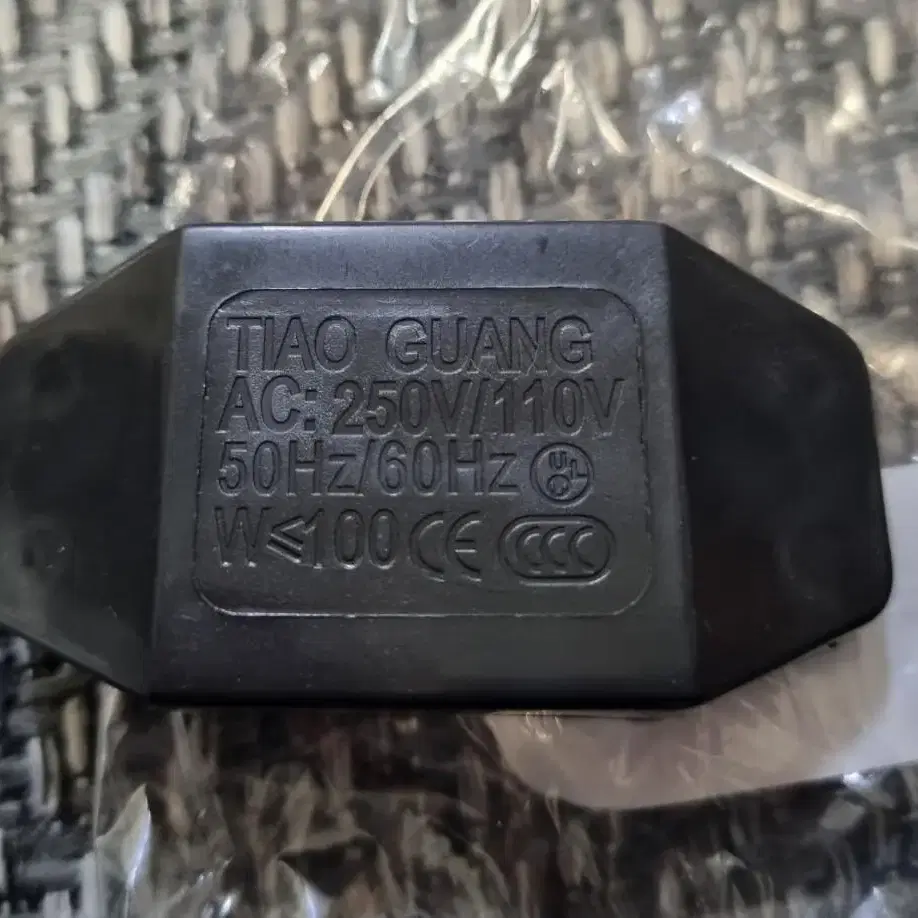 TIAO GUANG
AC: 250V/110V
50Hz/60Hz
W≤100 CE CCC